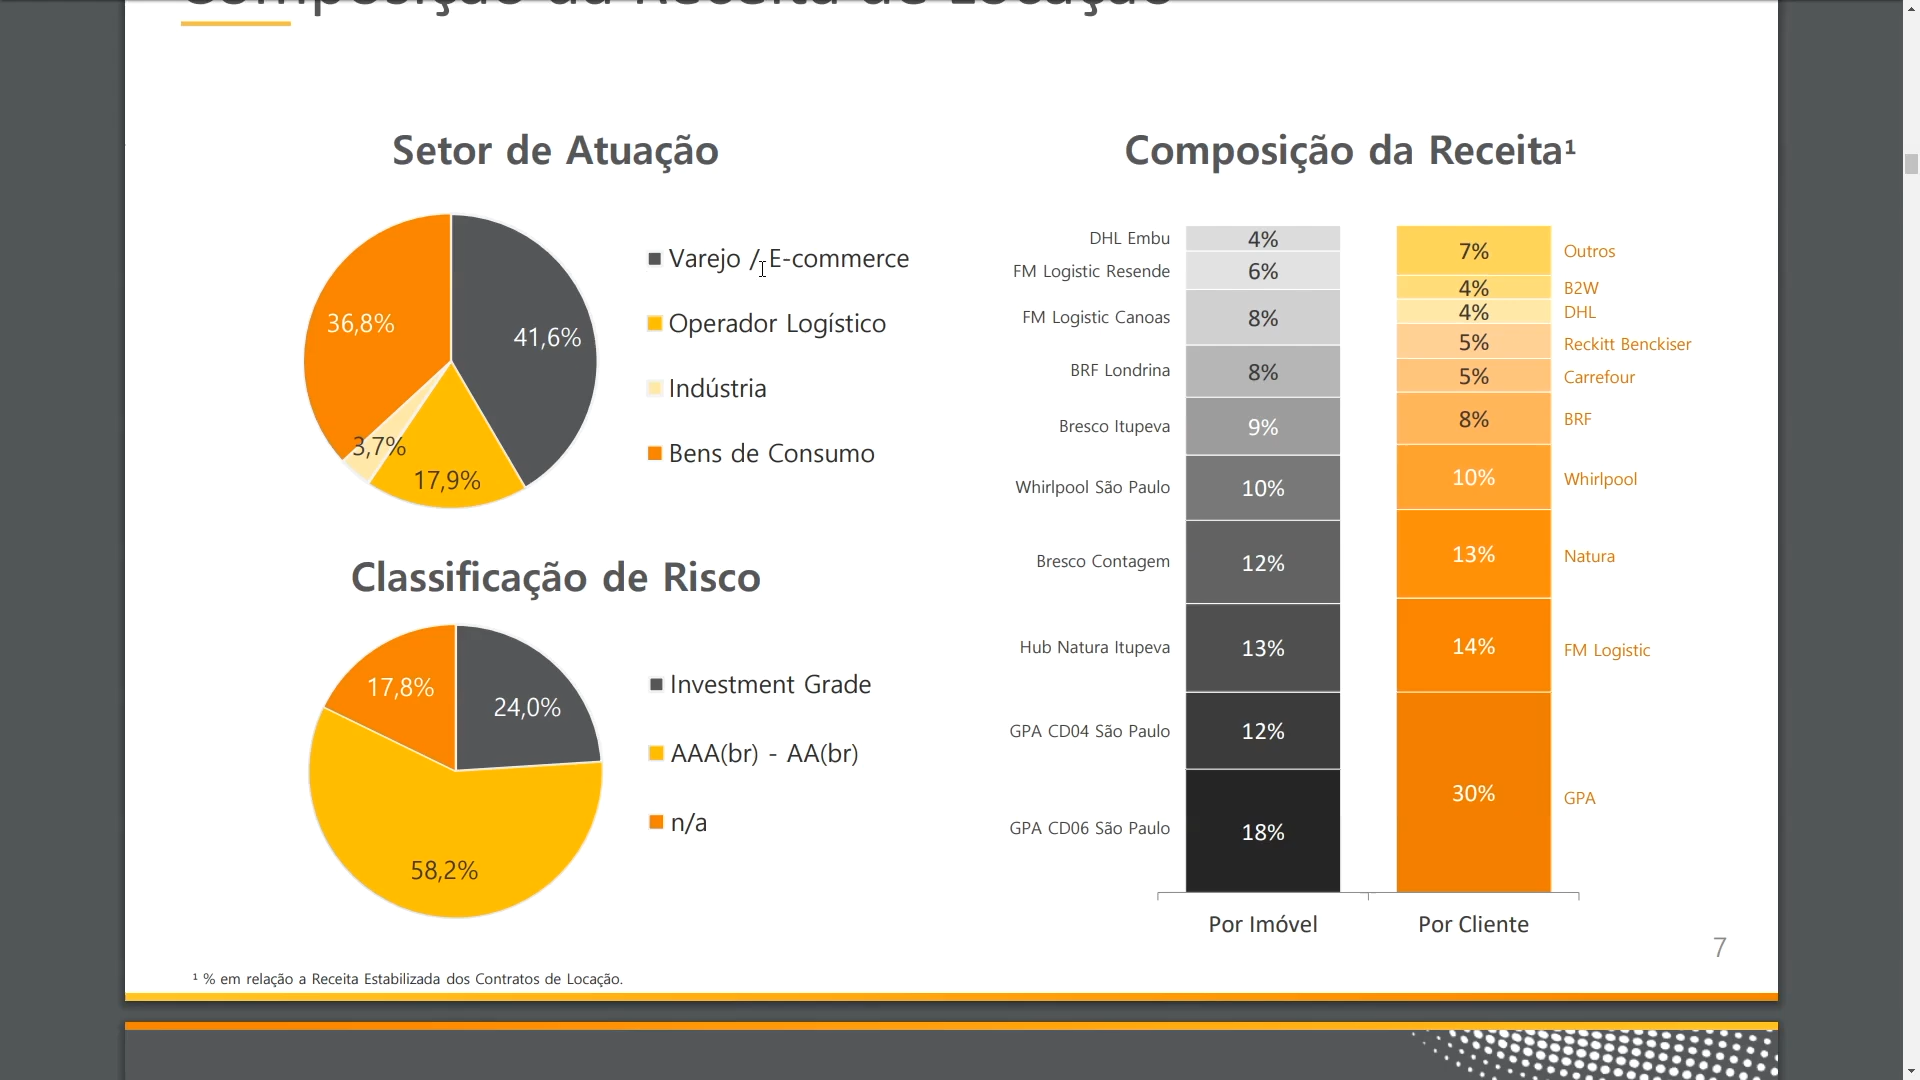 Composição da Receita de Locação
Setor de Atuação
36,8%
41,6%
3,7%
17,9%
Varejo / E-commerce
Operador Logístico
Indústria
Bens de Consumo
Classificação de Risco
17,8%
24,0%
58,2%
Investment Grade
AAA(br) - AA(br)
n/a
Composição da Receita¹
DHL Embu 4%
FM Logistic Resende 6%
FM Logistic Canoas 8%
BRF Londrina 8%
Bresco Itupeva 9%
Whirlpool São Paulo 10%
Bresco Contagem 12%
Hub Natura Itupeva 13%
GPA CD04 São Paulo 12%
GPA CD06 São Paulo 18%
Por Imóvel
7% Outros
4% B2W
4% DHL
5% Reckitt Benckiser
5% Carrefour
8% BRF
10% Whirlpool
13% Natura
14% FM Logistic
30% GPA
Por Cliente
7
¹ % em relação a Receita Estabilizada dos Contratos de Locação.